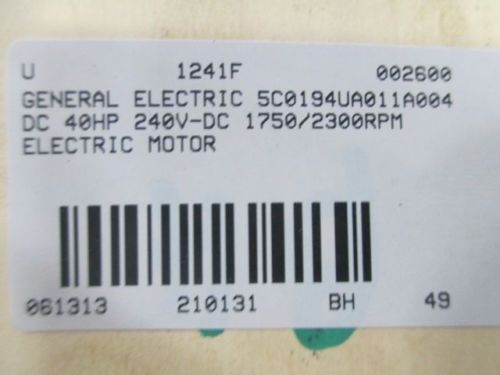 U 1241F 002600
GENERAL ELECTRIC 5C0194UA011A004
DC 40HP 240V-DC 1750/2300RPM
ELECTRIC MOTOR
061313 210131 BH 49